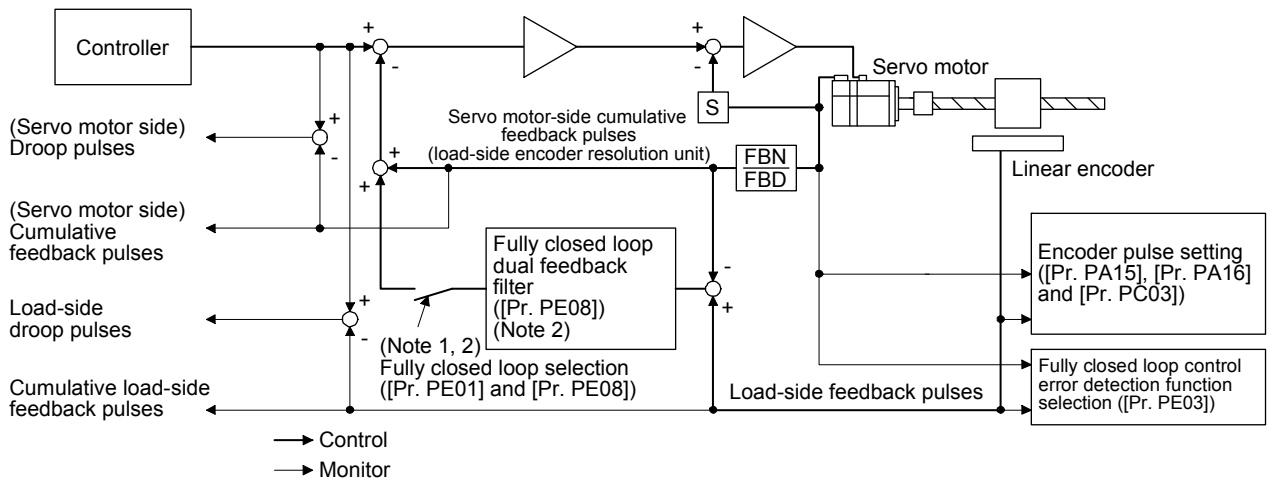 Controller
+
-
+
-
Servo motor
S
(Servo motor side)
Droop pulses
+
-
Servo motor-side cumulative
feedback pulses
(load-side encoder resolution unit)
+
+
FBN
FBD
Linear encoder
(Servo motor side)
Cumulative
feedback pulses
Fully closed loop
dual feedback
filter
([Pr. PE08])
(Note 2)
-
+
Encoder pulse setting
([Pr. PA15], [Pr. PA16]
and [Pr. PC03])
Load-side
droop pulses
+
-
(Note 1, 2)
Fully closed loop selection
([Pr. PE01] and [Pr. PE08])
Fully closed loop control
error detection function
selection ([Pr. PE03])
Cumulative load-side
feedback pulses
Load-side feedback pulses
Control
Monitor